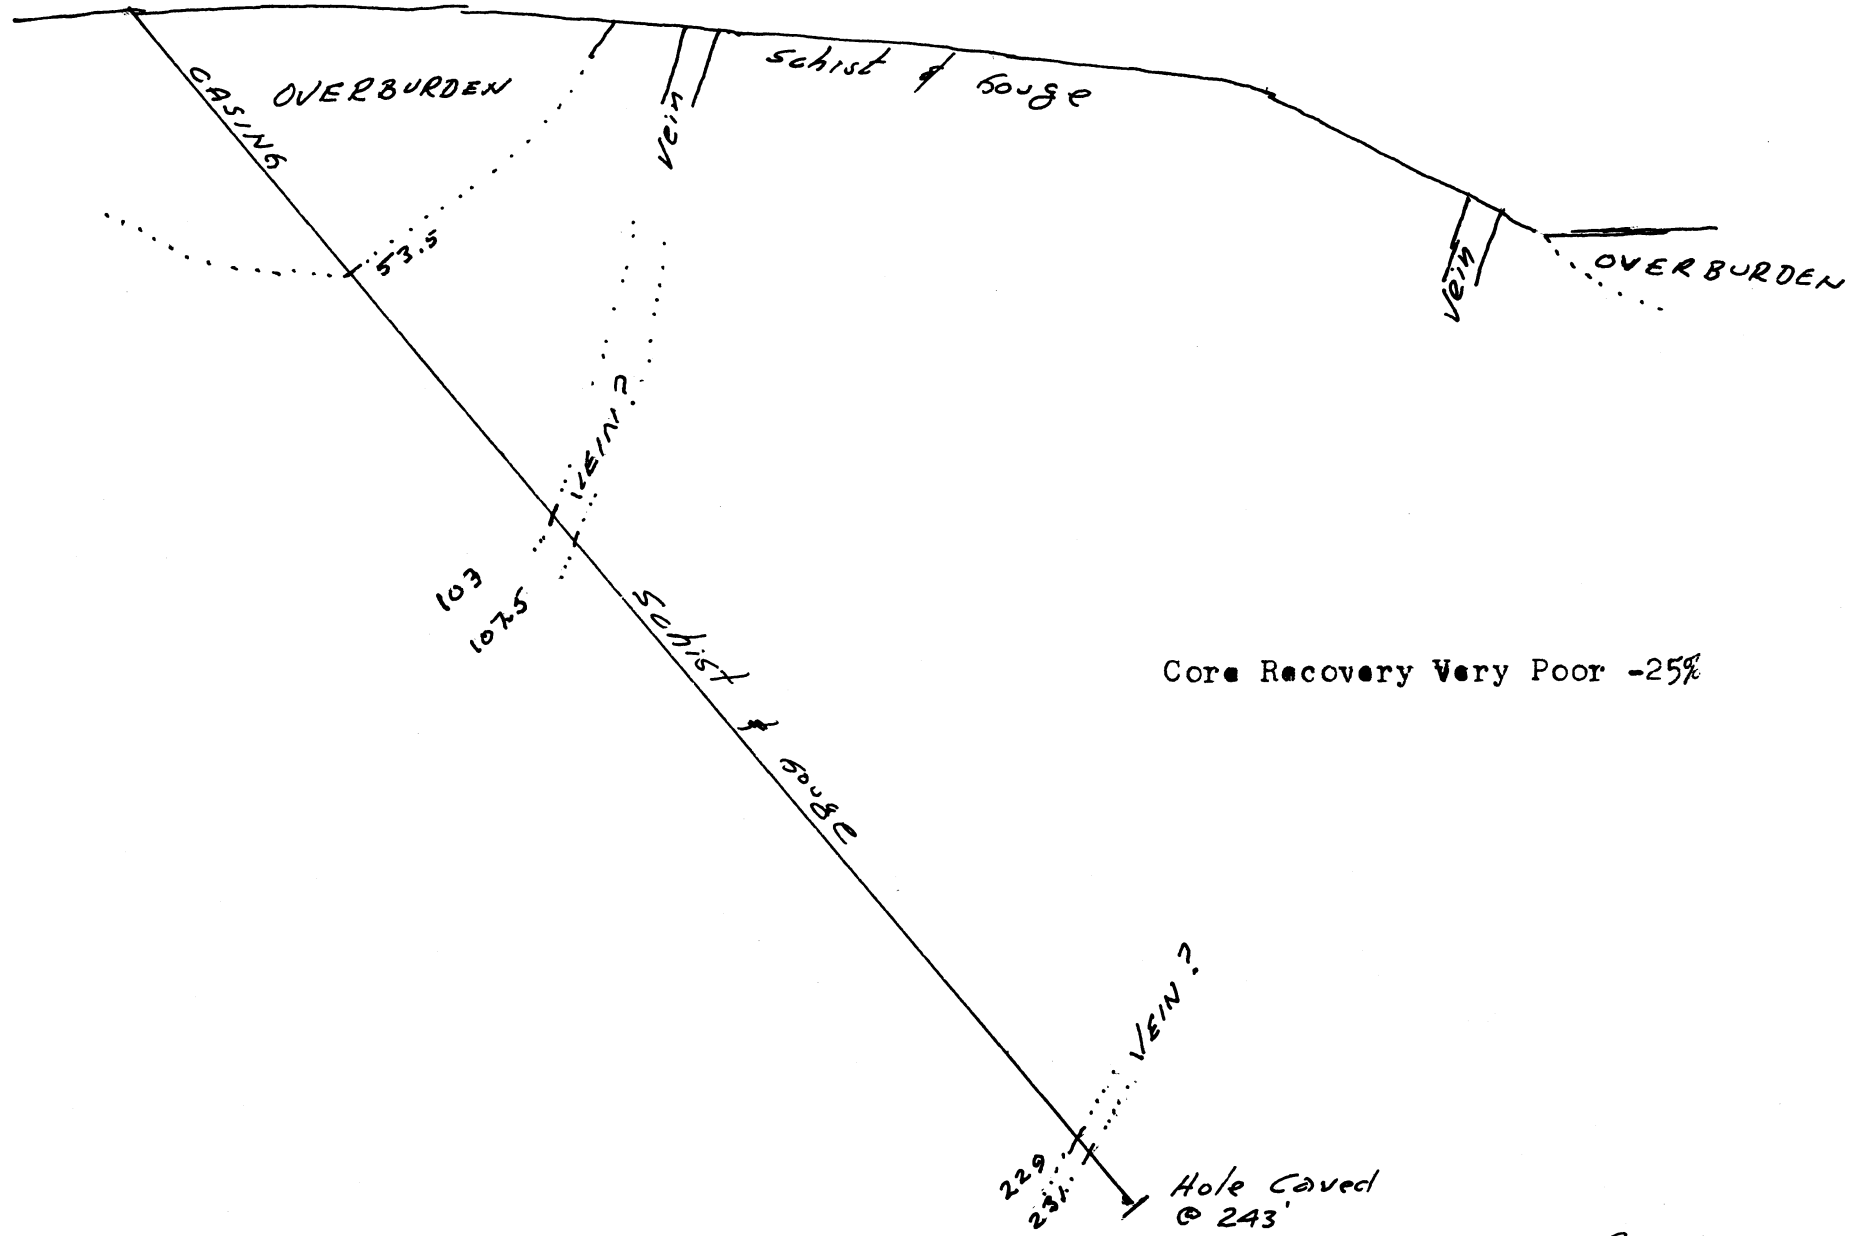 CASING
OVERBURDEN
Vein
Schist & Gouge
53.5
Vein
OVERBURDEN
VEIN?
103
107.5
Schist & Gouge
Core Recovery Very Poor -25%
VEIN?
229
231
Hole Caved
@ 243'